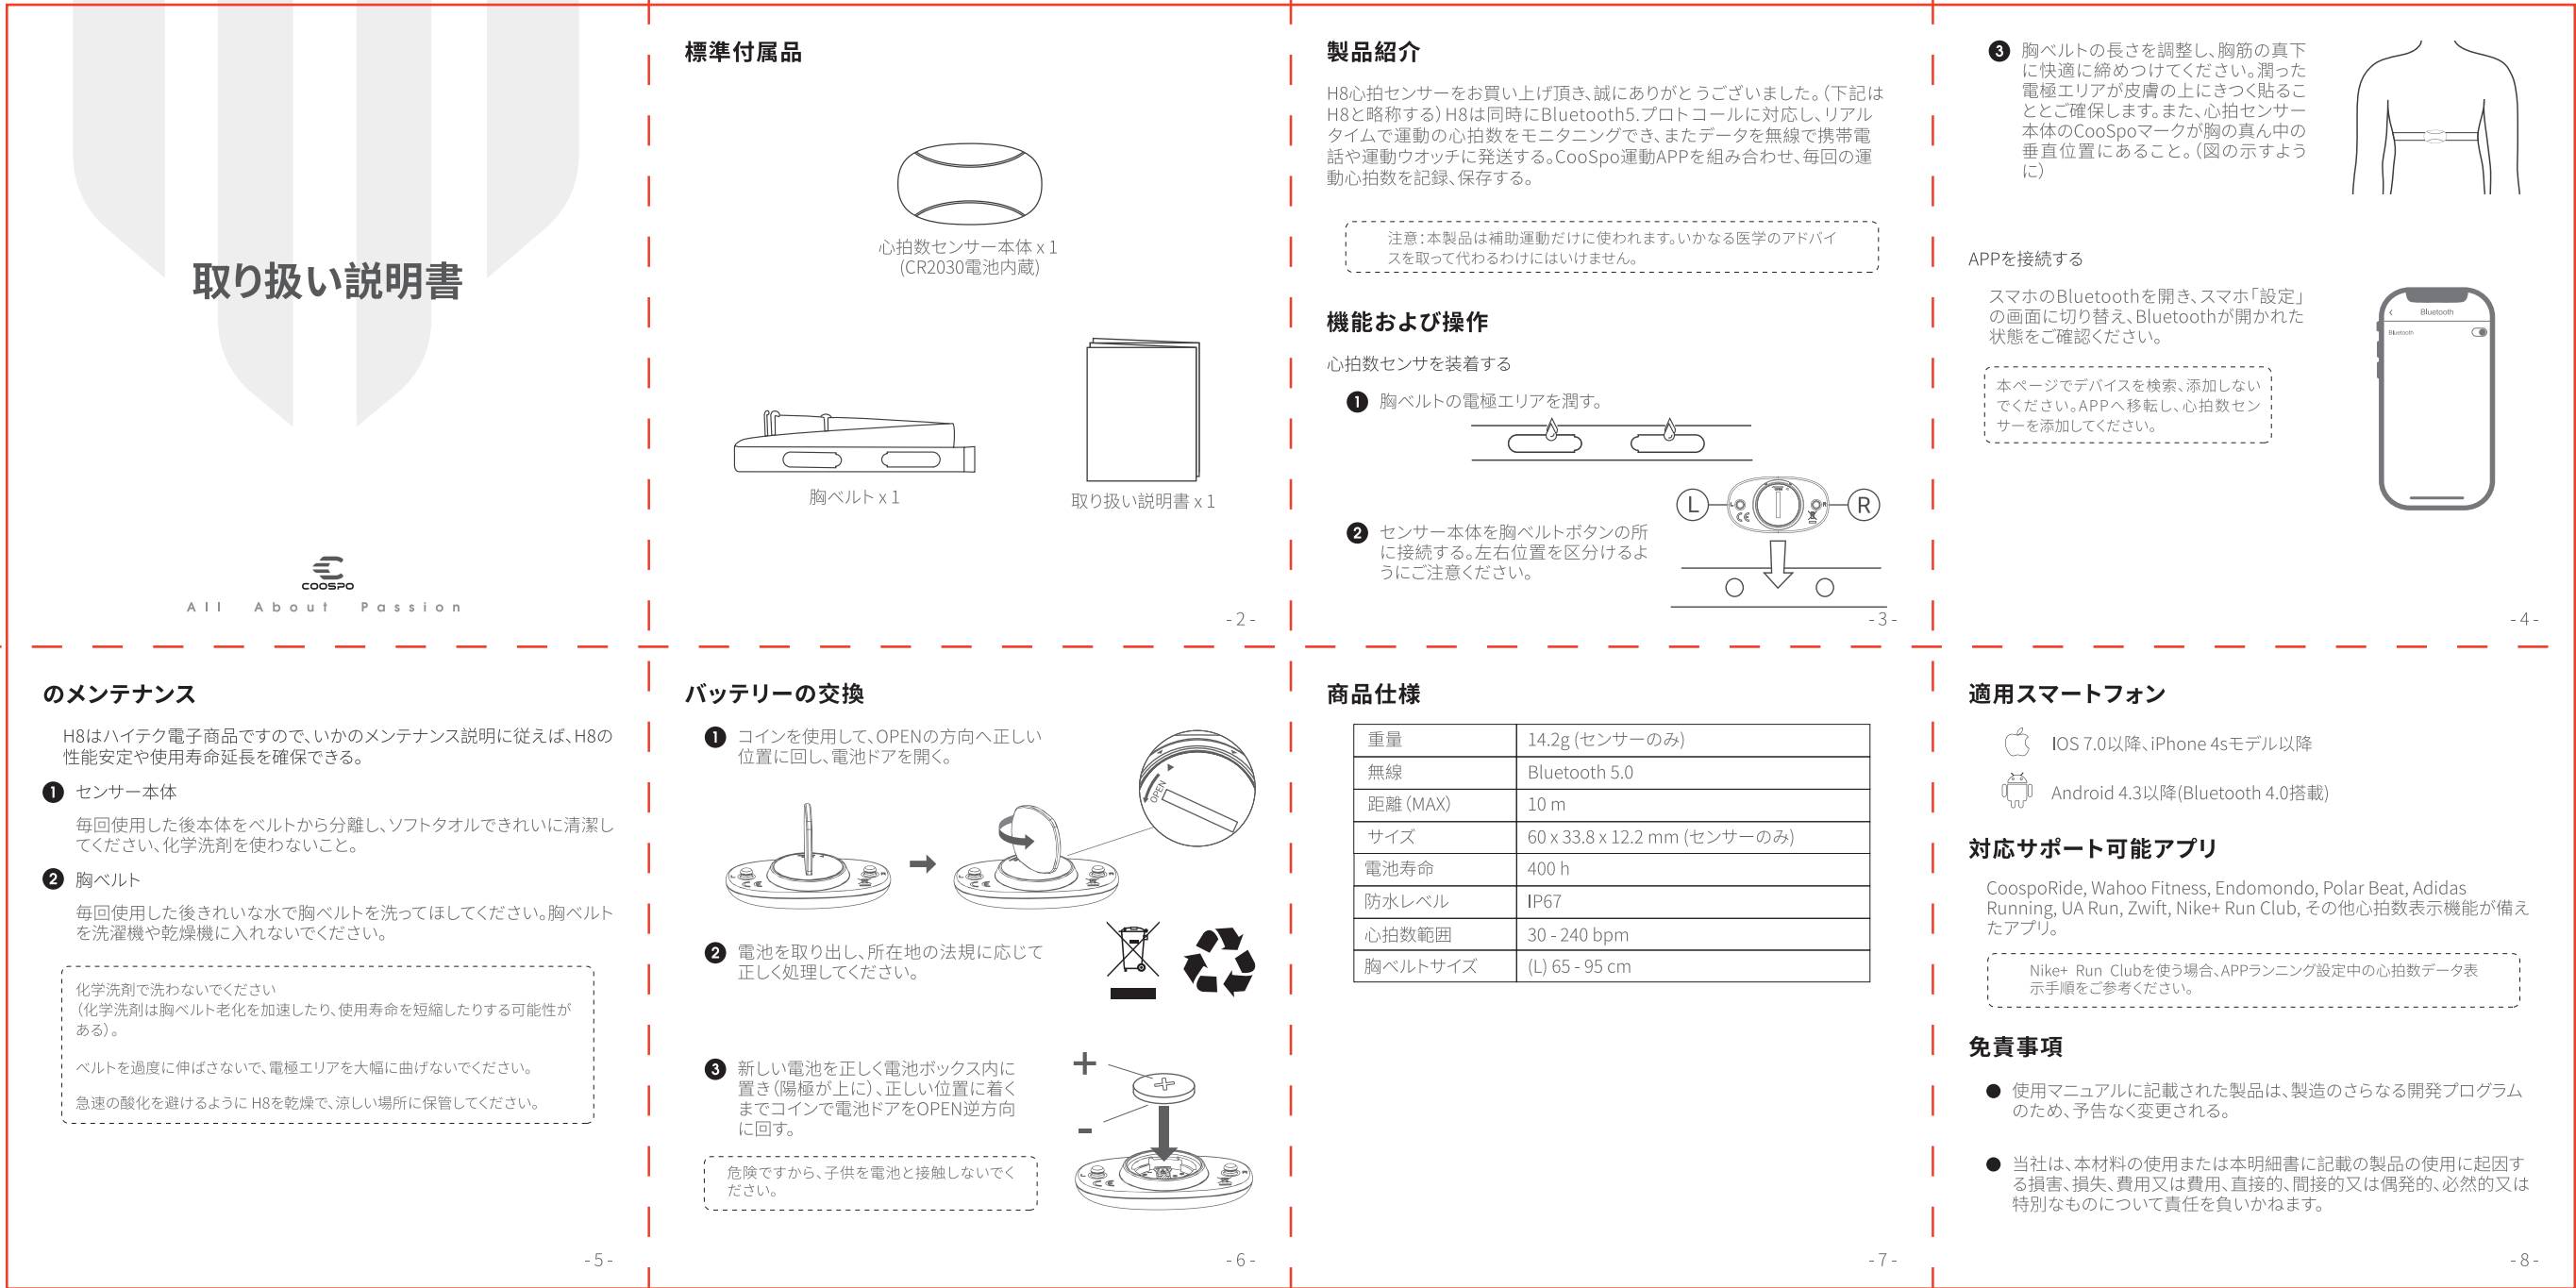 取り扱い説明書
COOSPO
All About Passion
標準付属品
心拍数センサー本体 x 1
(CR2030電池内蔵)
胸ベルト x 1
取り扱い説明書 x 1
- 2 -
製品紹介
H8心拍センサーをお買い上げ頂き、誠にありがとうございました。（下記は
H8と略称する）H8は同時にBluetooth5.プロトコールに対応し、リアル
タイムで運動の心拍数をモニタニングでき、またデータを無線で携帯電
話や運動ウオッチに発送する。CooSpo運動APPを組み合わせ、毎回の運
動心拍数を記録、保存する。
注意：本製品は補助運動だけに使われます。いかなる医学のアドバイ
スを取って代わるわけにはいけません。
機能および操作
心拍数センサを装着する
1 胸ベルトの電極エリアを潤す。
L R
2 センサー本体を胸ベルトボタンの所
に接続する。左右位置を区分けるよ
うにご注意ください。
- 3 -
3 胸ベルトの長さを調整し、胸筋の真下
に快適に締めつけてください。潤った
電極エリアが皮膚の上にきつく貼るこ
ととご確保します。また、心拍センサー
本体のCooSpoマークが胸の真ん中の
垂直位置にあること。（図の示すよう
に）
APPを接続する
スマホのBluetoothを開き、スマホ「設定」
の画面に切り替え、Bluetoothが開かれた
状態をご確認ください。
本ページでデバイスを検索、添加しない
でください。APPへ移転し、心拍数セン
サーを添加してください。
Bluetooth
Bluetooth
- 4 -
のメンテナンス
H8はハイテク電子商品ですので、いかのメンテナンス説明に従えば、H8の
性能安定や使用寿命延長を確保できる。
1 センサー本体
毎回使用した後本体をベルトから分離し、ソフトタオルできれいに清潔し
てください、化学洗剤を使わないこと。
2 胸ベルト
毎回使用した後きれいな水で胸ベルトを洗ってほしてください。胸ベルト
を洗濯機や乾燥機に入れないでください。
化学洗剤で洗わないでください
（化学洗剤は胸ベルト老化を加速したり、使用寿命を短縮したりする可能性が
ある）。
ベルトを過度に伸ばさないで、電極エリアを大幅に曲げないでください。
急速の酸化を避けるように H8を乾燥で、涼しい場所に保管してください。
- 5 -
バッテリーの交換
1 コインを使用して、OPENの方向へ正しい
位置に回し、電池ドアを開く。
OPEN
2 電池を取り出し、所在地の法規に応じて
正しく処理してください。
3 新しい電池を正しく電池ボックス内に
置き（陽極が上に）、正しい位置に着く
までコインで電池ドアをOPEN逆方向
に回す。
+
-
危険ですから、子供を電池と接触しないでく
ださい。
- 6 -
商品仕様
重量 14.2g (センサーのみ)
無線 Bluetooth 5.0
距離（MAX） 10 m
サイズ 60 x 33.8 x 12.2 mm (センサーのみ)
電池寿命 400 h
防水レベル IP67
心拍数範囲 30 - 240 bpm
胸ベルトサイズ (L) 65 - 95 cm
- 7 -
適用スマートフォン
IOS 7.0以降、iPhone 4sモデル以降
Android 4.3以降(Bluetooth 4.0搭載)
対応サポート可能アプリ
CoospoRide, Wahoo Fitness, Endomondo, Polar Beat, Adidas
Running, UA Run, Zwift, Nike+ Run Club, その他心拍数表示機能が備え
たアプリ。
Nike+ Run Clubを使う場合、APPランニング設定中の心拍数データ表
示手順をご参考ください。
免責事項
● 使用マニュアルに記載された製品は、製造のさらなる開発プログラム
のため、予告なく変更される。
● 当社は、本材料の使用または本明細書に記載の製品の使用に起因す
る損害、損失、費用又は費用、直接的、間接的又は偶発的、必然的又は
特別なものについて責任を負いかねます。
- 8 -